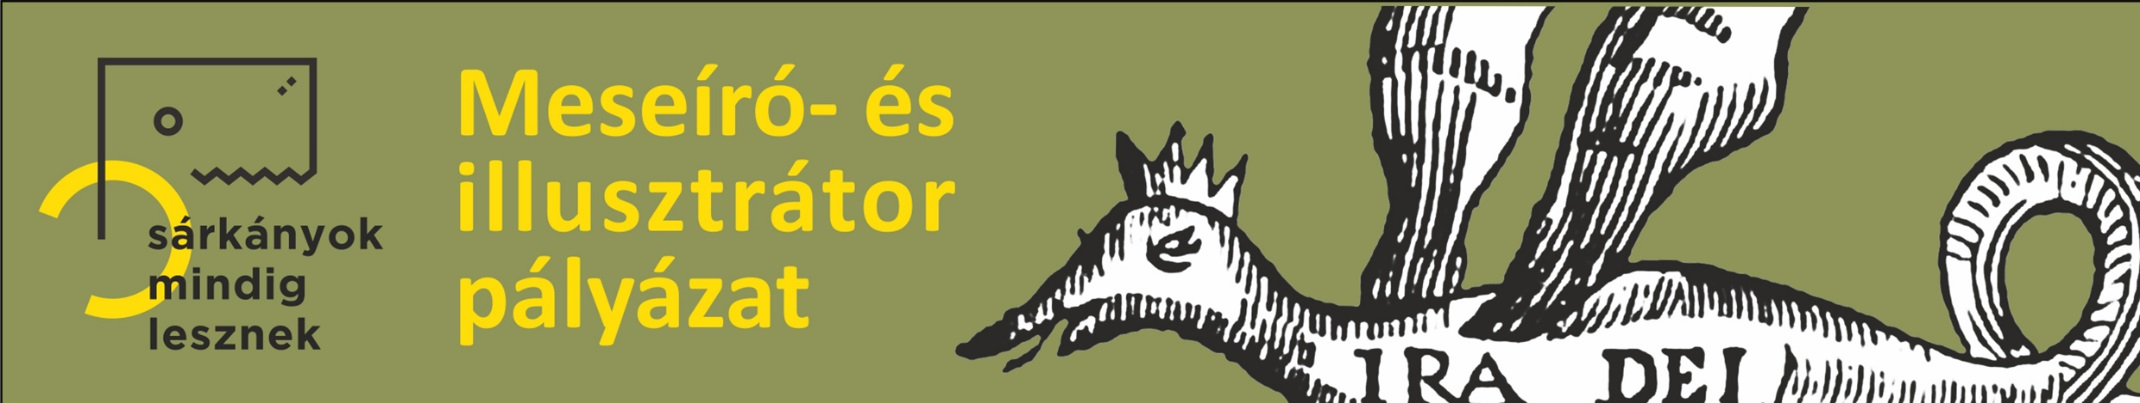 sárkányok
mindig
lesznek
Meseíró- és
illusztrátor
pályázat
IRA DEI